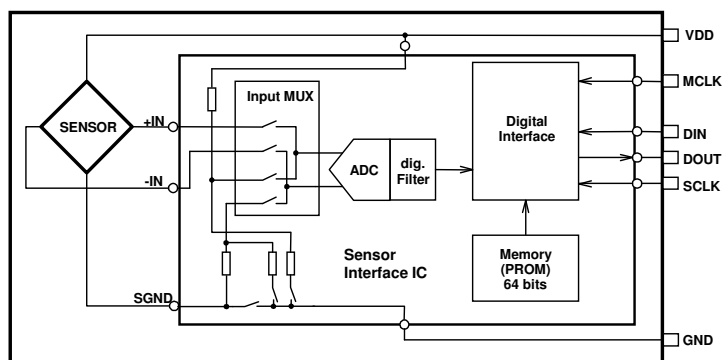 VDD
MCLK
Input MUX
+IN
SENSOR
Digital
Interface
DIN
DOUT
ADC
dig.
Filter
-IN
SCLK
Sensor
Interface IC
Memory
(PROM)
64 bits
SGND
GND